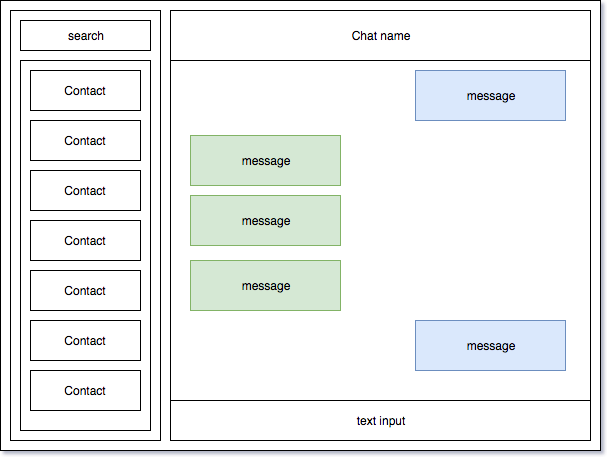 search
Contact
Contact
Contact
Contact
Contact
Contact
Contact
Chat name
message
message
message
message
message
text input